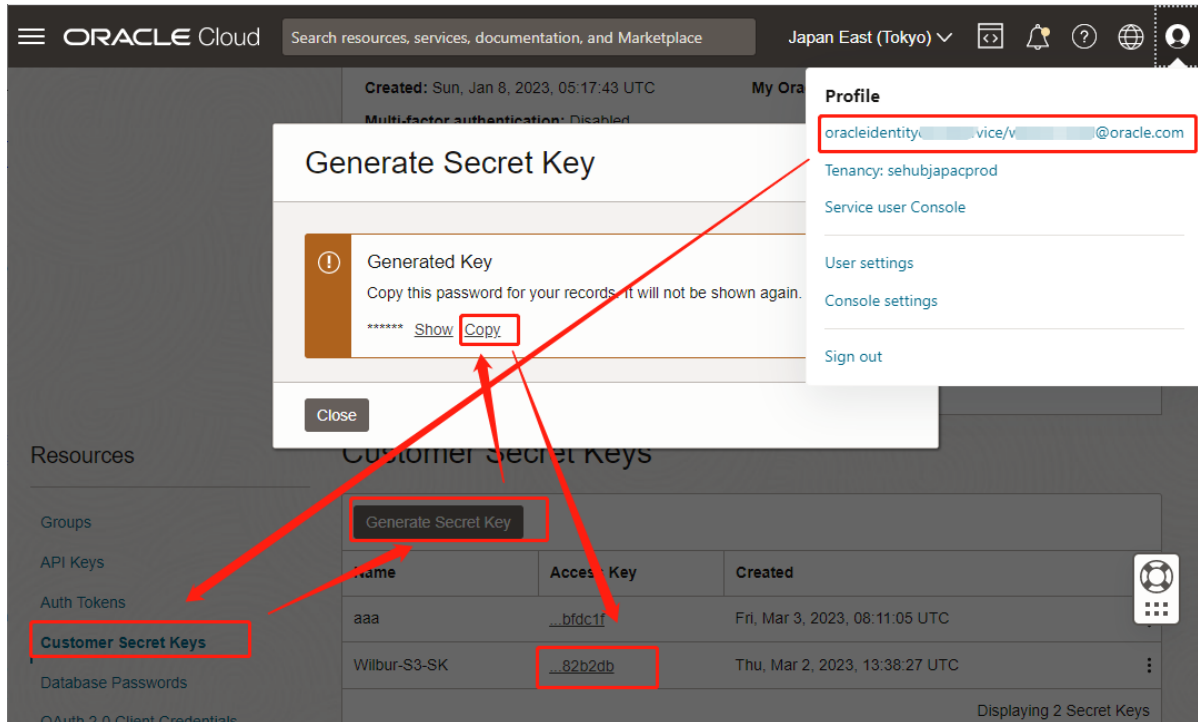 ORACLE Cloud
Search resources, services, documentation, and Marketplace
Japan East (Tokyo)
Created: Sun, Jan 8, 2023, 05:17:43 UTC
My Ora
Multi-factor authentication: Disabled
Profile
oracleidentity vice/w @oracle.com
Tenancy: sehubjapacprod
Service user Console
User settings
Console settings
Sign out
Generate Secret Key
Generated Key
Copy this password for your records. It will not be shown again.
****** Show Copy
Close
Resources
Groups
API Keys
Auth Tokens
Customer Secret Keys
Database Passwords
OAuth 2.0 Client Credentials
Customer Secret Keys
Generate Secret Key
Name Access Key Created
aaa ...bfdc1f Fri, Mar 3, 2023, 08:11:05 UTC
Wilbur-S3-SK ...82b2db Thu, Mar 2, 2023, 13:38:27 UTC
Displaying 2 Secret Keys